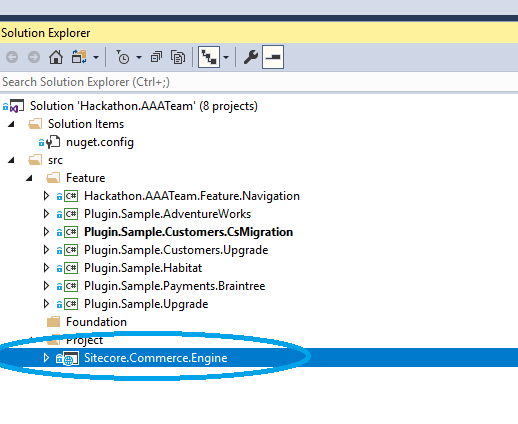 Solution Explorer
Search Solution Explorer (Ctrl+;)
Solution 'Hackathon.AAATeam' (8 projects)
Solution Items
nuget.config
src
Feature
C# Hackathon.AAATeam.Feature.Navigation
C# Plugin.Sample.AdventureWorks
C# Plugin.Sample.Customers.CsMigration
C# Plugin.Sample.Customers.Upgrade
C# Plugin.Sample.Habitat
C# Plugin.Sample.Payments.Braintree
C# Plugin.Sample.Upgrade
Foundation
Project
Sitecore.Commerce.Engine